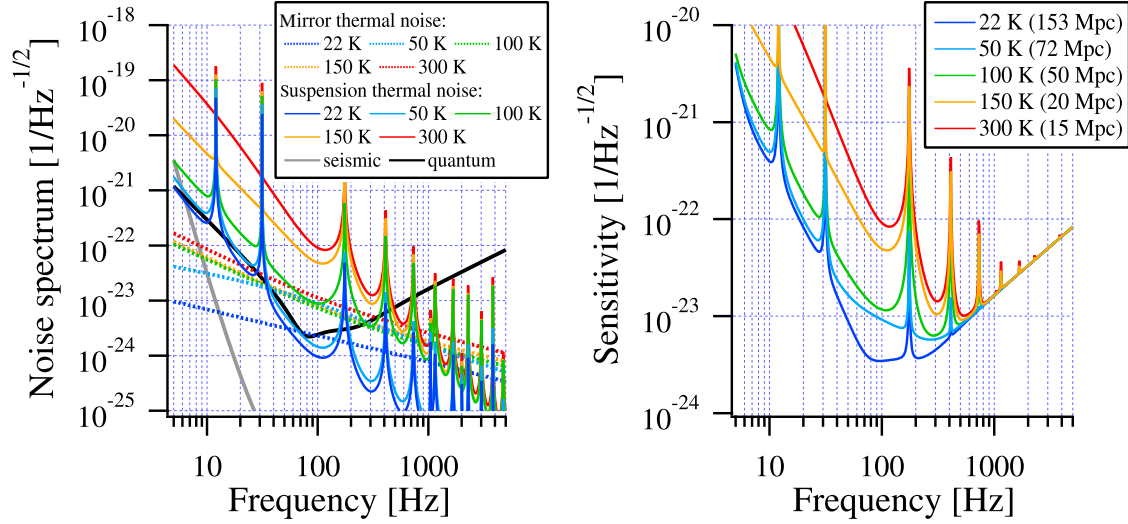 Noise spectrum [1/Hz^-1/2]
10^-18
10^-19
10^-20
10^-21
10^-22
10^-23
10^-24
10^-25
Mirror thermal noise:
22 K 50 K 100 K
150 K 300 K
Suspension thermal noise:
22 K 50 K 100 K
150 K 300 K
seismic quantum
10 100 1000
Frequency [Hz]
Sensitivity [1/Hz^-1/2]
10^-20
10^-21
10^-22
10^-23
10^-24
22 K (153 Mpc)
50 K (72 Mpc)
100 K (50 Mpc)
150 K (20 Mpc)
300 K (15 Mpc)
10 100 1000
Frequency [Hz]